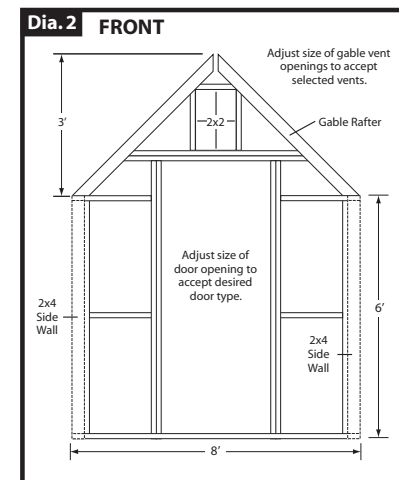 Dia. 2 FRONT
Adjust size of gable vent
openings to accept
selected vents.
3'
2x2
Gable Rafter
Adjust size of
door opening to
accept desired
door type.
2x4
Side
Wall
6'
2x4
Side
Wall
8'